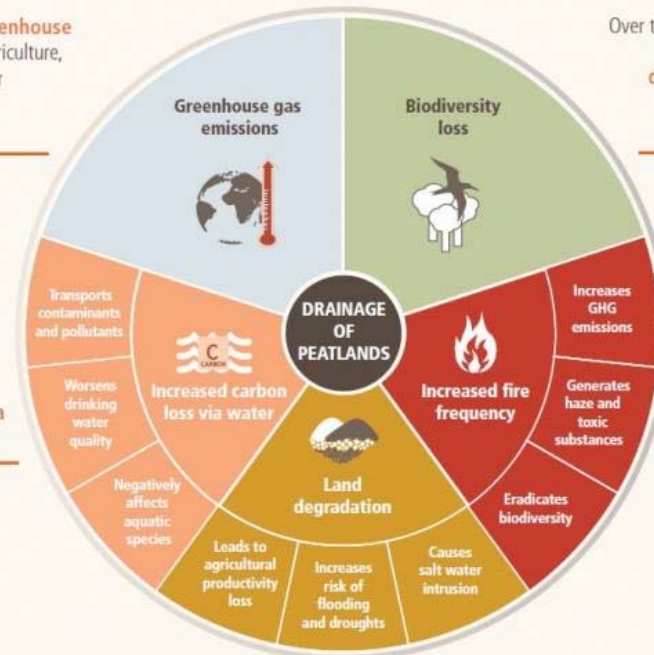 enhouse
riculture,
Over t
Greenhouse gas
emissions
Biodiversity
loss
DRAINAGE
OF
PEATLANDS
Transports
contaminants
and pollutants
Worsens
drinking
water
quality
Negatively
affects
aquatic
species
C
CARBON
Increased carbon
loss via water
Land
degradation
Leads to
agricultural
productivity
loss
Increases
risk of
flooding
and droughts
Causes
salt water
intrusion
Increased fire
frequency
Increases
GHG
emissions
Generates
haze and
toxic
substances
Eradicates
biodiversity